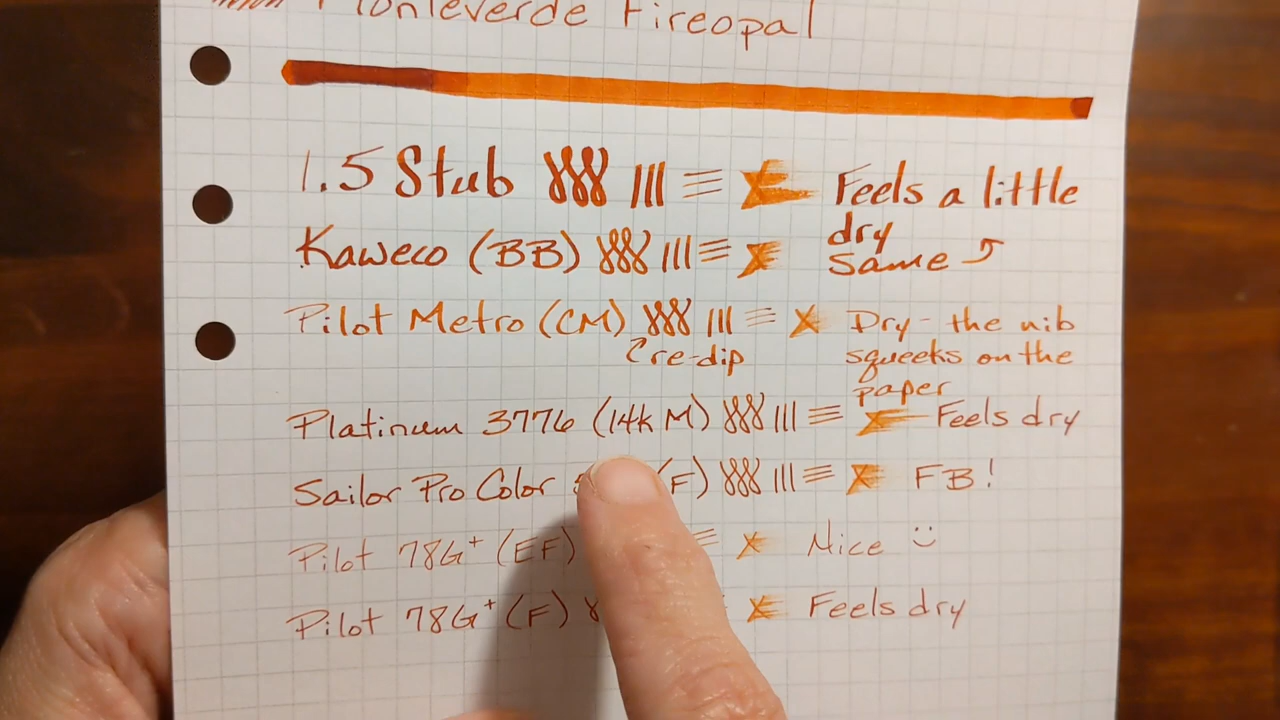 Monteverde Fireopal
1.5 Stub Feels a little
dry
Kaweco (BB) Same
Pilot Metro (CM) Dry - the nib
(re-dip squeeks on the
paper
Platinum 3776 (14k M) Feels dry
Sailor Pro Color (F) FB!
Pilot 78G+ (EF) Nice
Pilot 78G+ (F) Feels dry